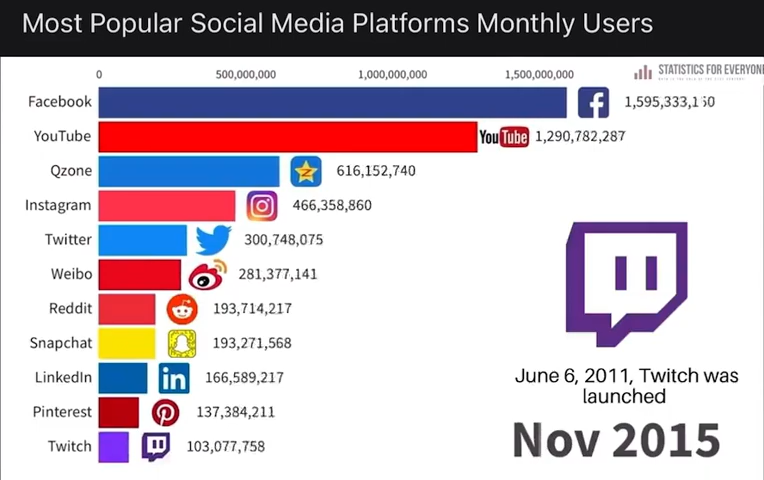 Most Popular Social Media Platforms Monthly Users
0 500,000,000 1,000,000,000 1,500,000,000
STATISTICS FOR EVERYONE
Facebook f
YouTube YouTube 1,290,782,287
Qzone 616,152,740
Instagram 466,358,860
Twitter 300,748,075
Weibo 281,377,141
Reddit 193,714,217
Snapchat 193,271,568
LinkedIn in 166,589,217
Pinterest 137,384,211
Twitch 103,077,758
June 6, 2011, Twitch was
launched
Nov 2015